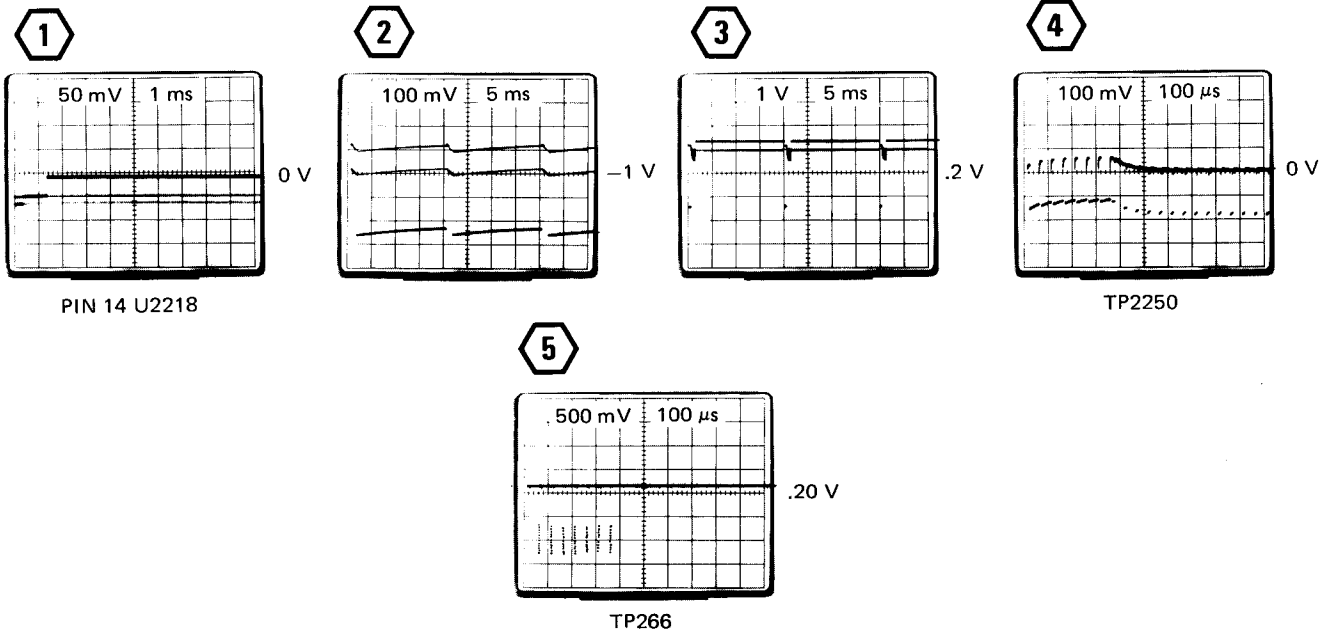 1
2
3
4
50 mV 1 ms
0 V
100 mV 5 ms
−1 V
1 V 5 ms
.2 V
100 mV 100 μs
0 V
PIN 14 U2218
TP2250
5
500 mV 100 μs
.20 V
TP266